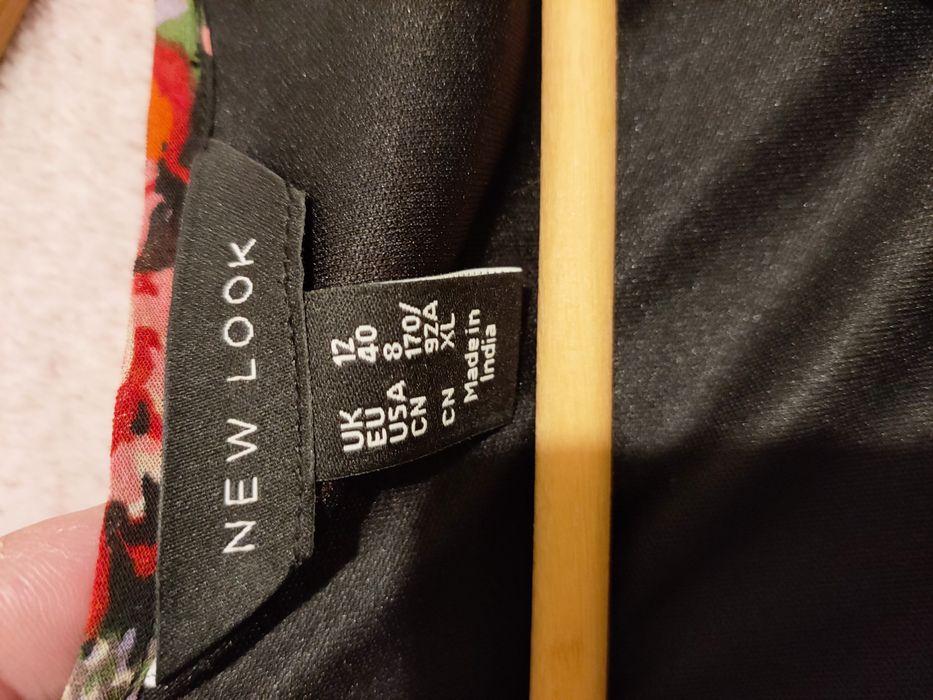 NEW LOOK
UK 12
EU 40
USA 8
CN 170/
92A
CN XL
Made in
India